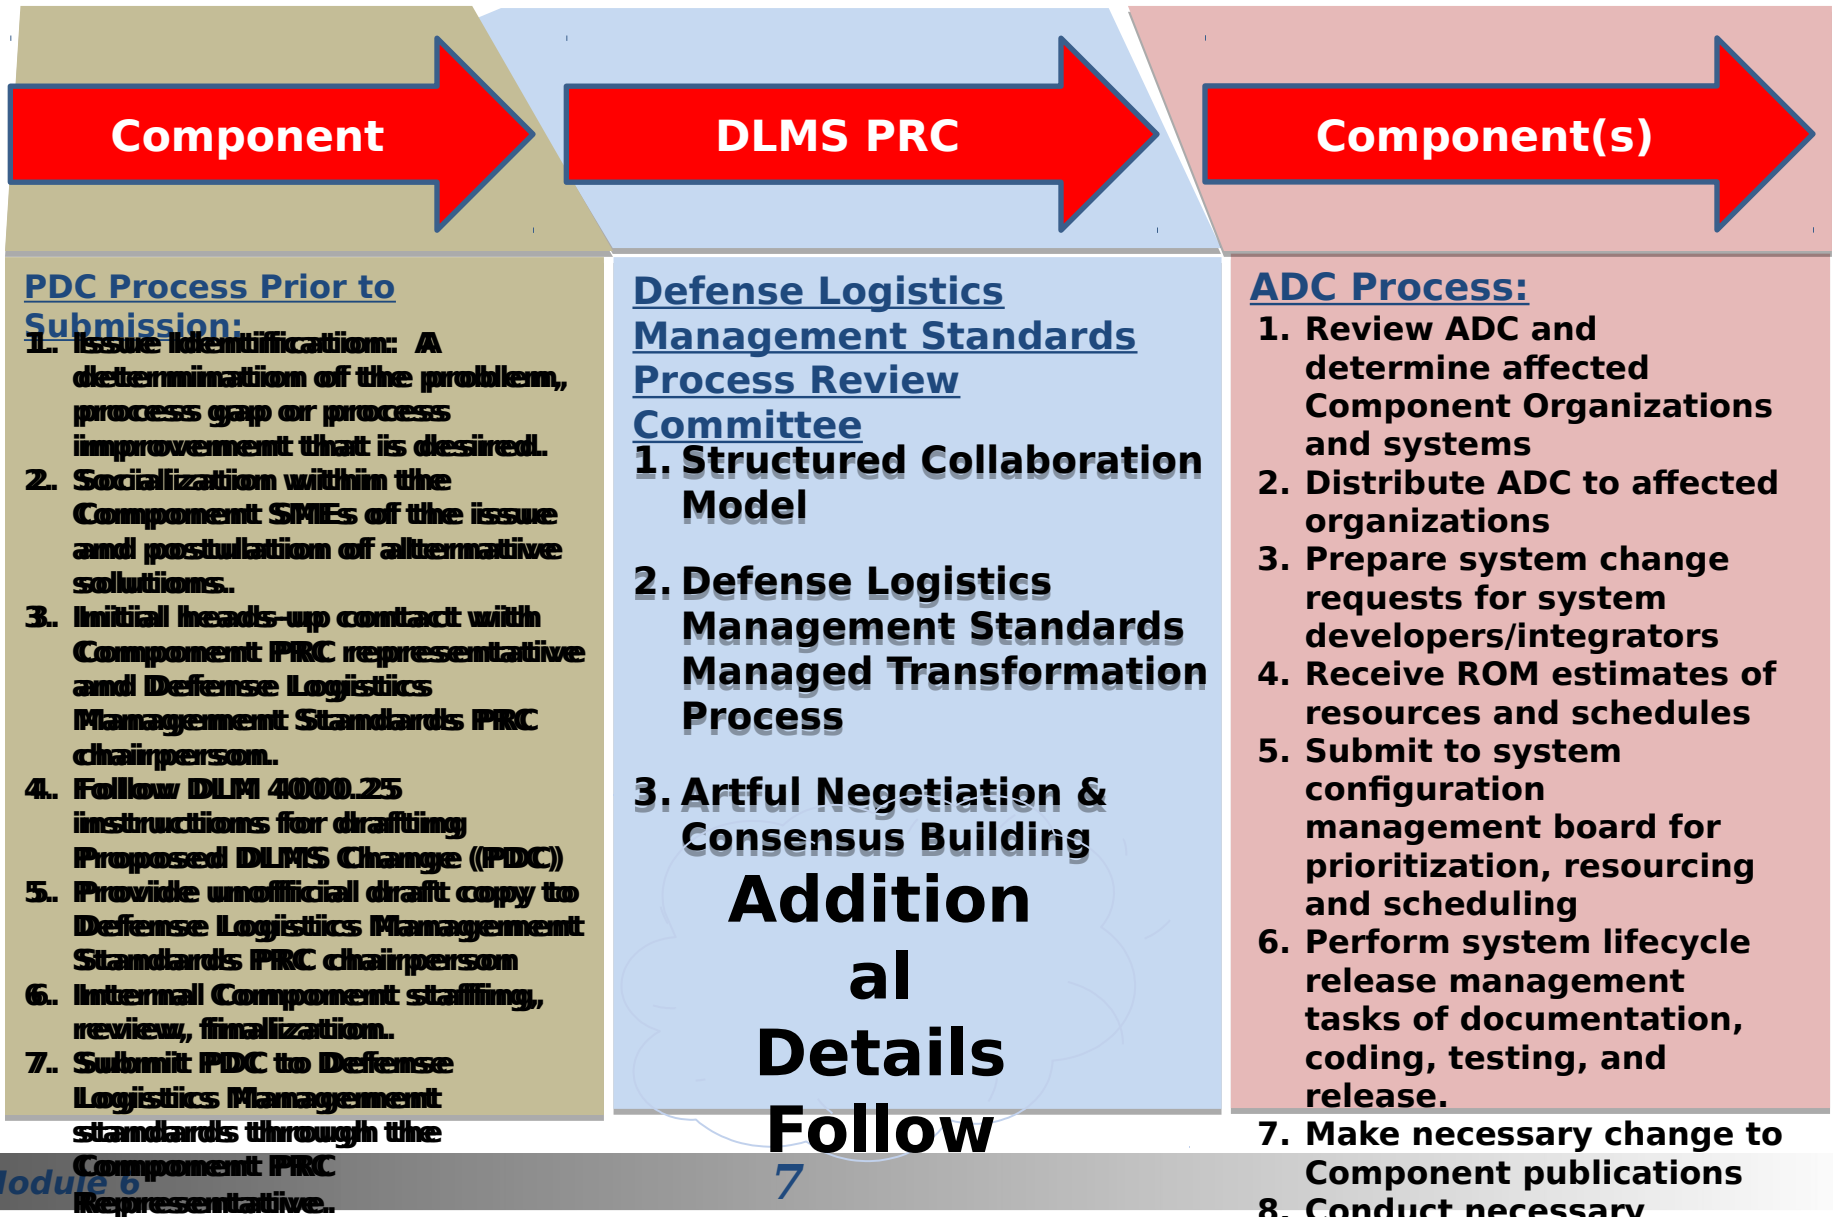 Component
DLMS PRC
Component(s)
PDC Process Prior to
Submission:
1. Issue Identification: A
determination of the problem,
process gap or process
improvement that is desired.
2. Socialization within the
Component SMEs of the issue
and postulation of alternative
solutions.
3. Initial heads-up contact with
Component PRC representative
and Defense Logistics
Management Standards PRC
chairperson.
4. Follow DLM 4000.25
instructions for drafting
Proposed DLMS Change (PDC)
5. Provide unofficial draft copy to
Defense Logistics Management
Standards PRC chairperson
6. Internal Component staffing,
review, finalization.
7. Submit PDC to Defense
Logistics Management
standards through the
Component PRC
Representative.
Defense Logistics
Management Standards
Process Review
Committee
1. Structured Collaboration
Model
2. Defense Logistics
Management Standards
Managed Transformation
Process
3. Artful Negotiation &
Consensus Building
Addition
al
Details
Follow
ADC Process:
1. Review ADC and
determine affected
Component Organizations
and systems
2. Distribute ADC to affected
organizations
3. Prepare system change
requests for system
developers/integrators
4. Receive ROM estimates of
resources and schedules
5. Submit to system
configuration
management board for
prioritization, resourcing
and scheduling
6. Perform system lifecycle
release management
tasks of documentation,
coding, testing, and
release.
7. Make necessary change to
Component publications
8. Conduct necessary
odule 6
7